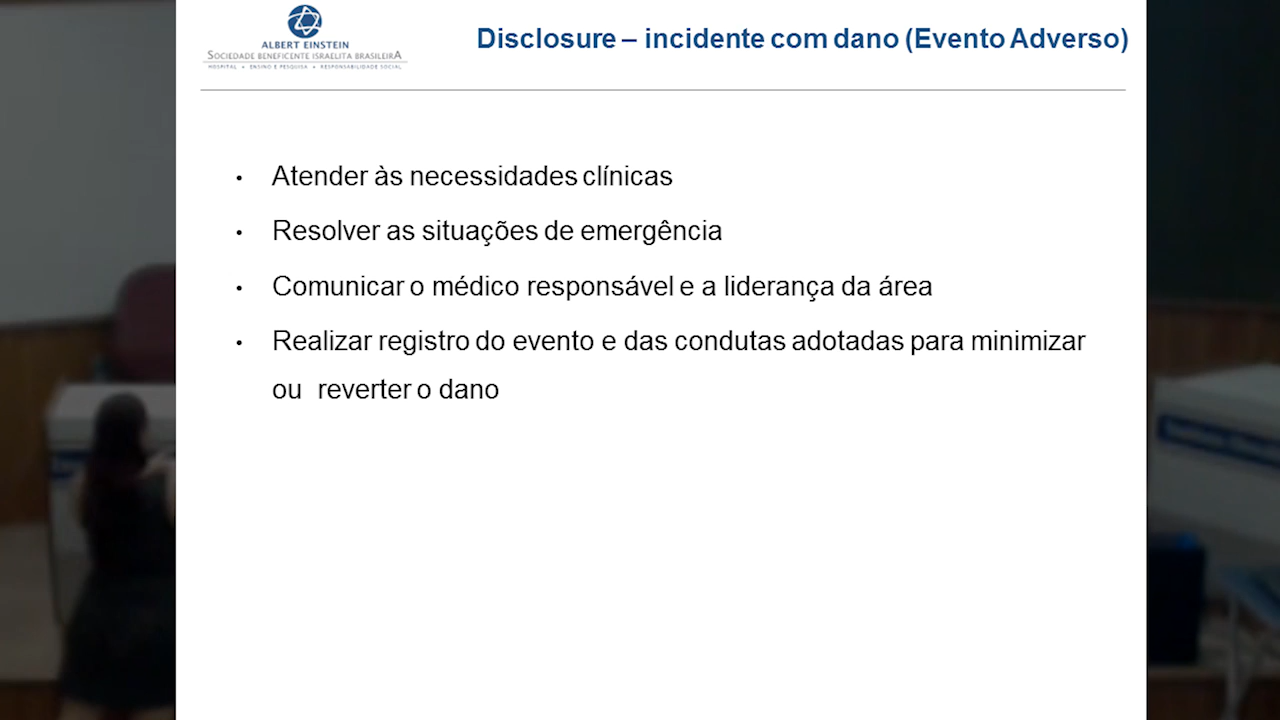 ALBERT EINSTEIN
SOCIEDADE BENEFICENTE ISRAELITA BRASILEIRA
HOSPITAL • ENSINO E PESQUISA • RESPONSABILIDADE SOCIAL
Disclosure – incidente com dano (Evento Adverso)
• Atender às necessidades clínicas
• Resolver as situações de emergência
• Comunicar o médico responsável e a liderança da área
• Realizar registro do evento e das condutas adotadas para minimizar
ou reverter o dano